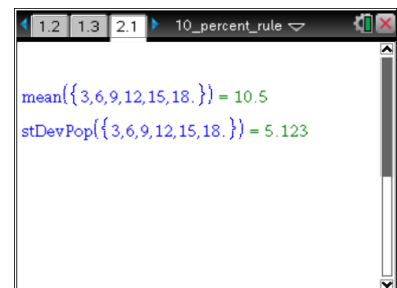 1.2 1.3 2.1 10_percent_rule
mean({3,6,9,12,15,18.}) = 10.5
stDevPop({3,6,9,12,15,18.}) = 5.123